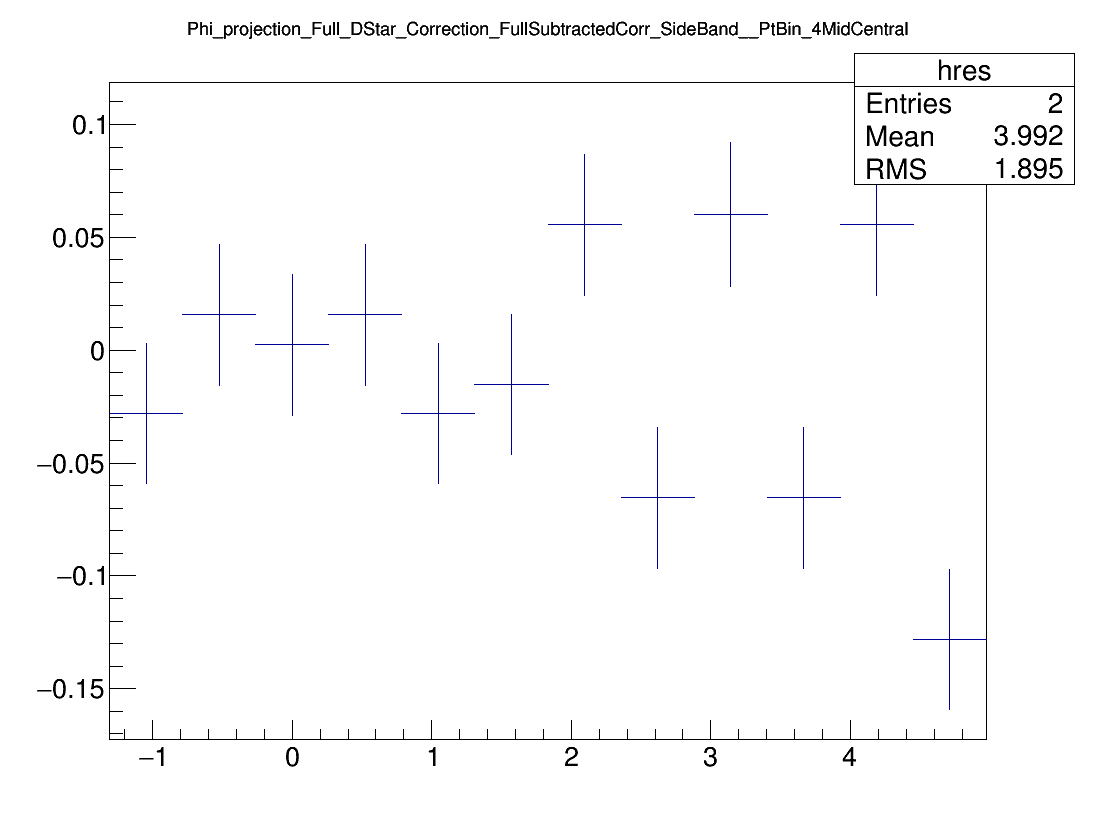 Phi_projection_Full_DStar_Correction_FullSubtractedCorr_SideBand__PtBin_4MidCentral
hres
Entries 2
Mean 3.992
RMS 1.895
0.1
0.05
0
−0.05
−0.1
−0.15
−1 0 1 2 3 4